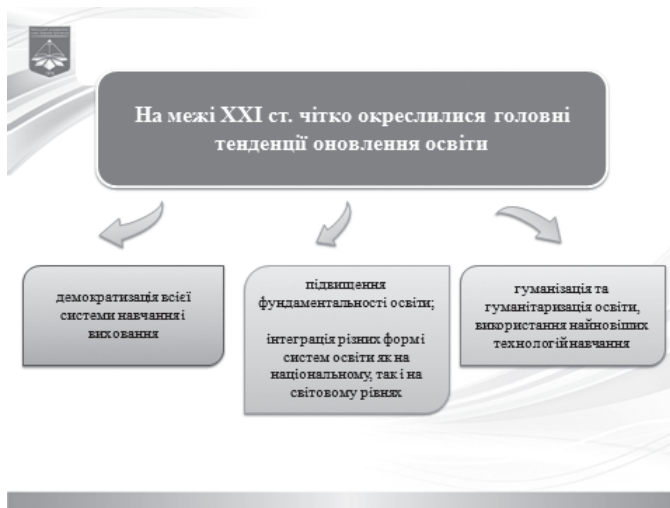 На межі XXI ст. чітко окреслилися головні
тенденції оновлення освіти
демократизація всієї
системи навчання і
виховання
підвищення
фундаментальності освіти;
інтеграція різних форм і
систем освіти як на
національному, так і на
світовому рівнях
гуманізація та
гуманітаризація освіти,
використання найновіших
технологій навчання